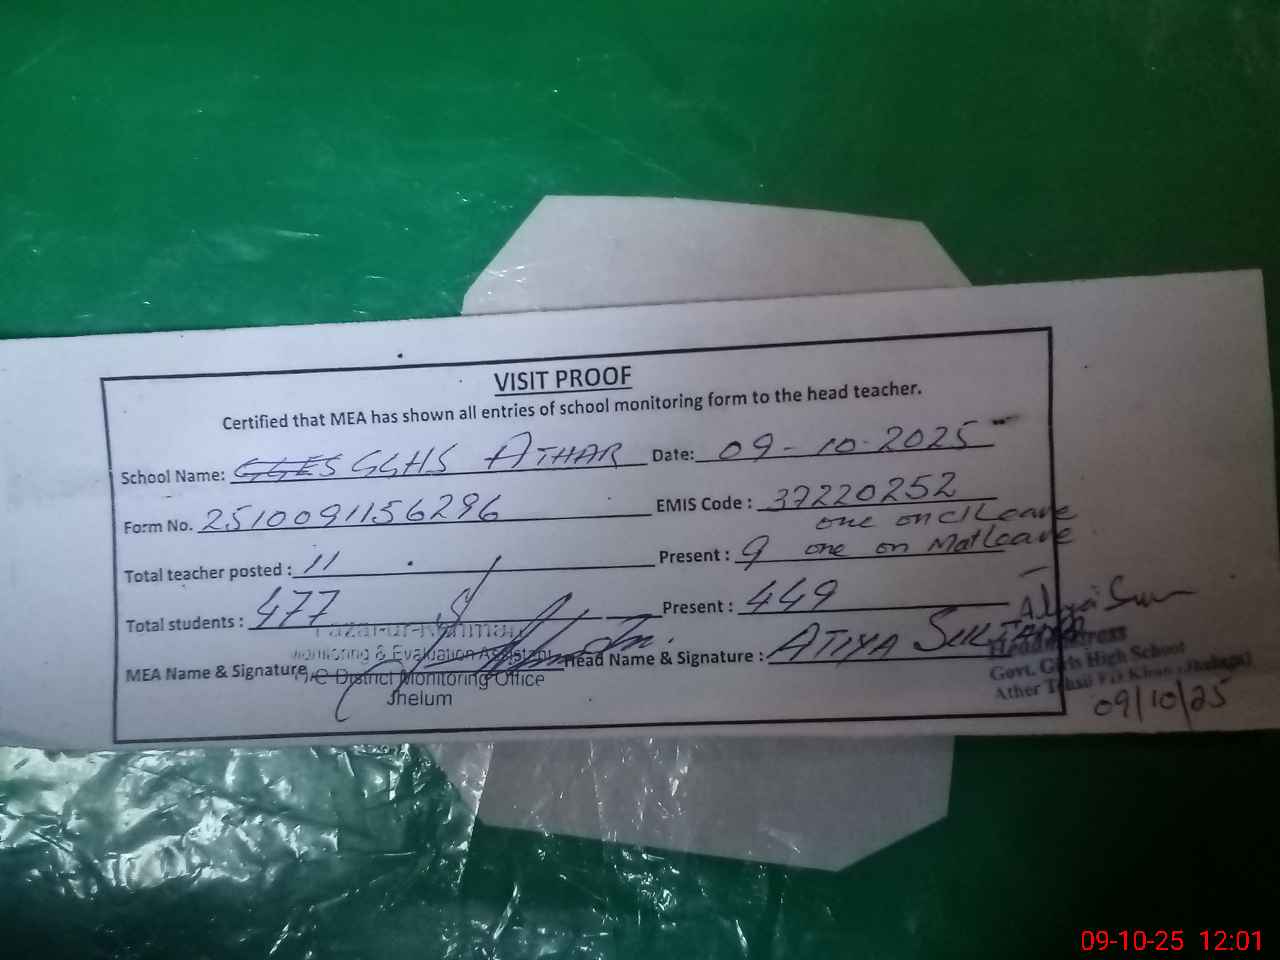 VISIT PROOF
Certified that MEA has shown all entries of school monitoring form to the head teacher.
School Name: GGHS ATHAR Date: 09-10-2025
Form No. 2510091156296 EMIS Code : 37220252
one on C/Leave
Total teacher posted : 11 Present : 9 one on Mat Leave
Total students : 477 Present : 449
Monitoring & Evaluation Assistant
MEA Name & Signature Head Name & Signature : ATIYA SULTANA
District Monitoring Office
Jhelum
Headmistress
Govt. Girls High School
Ather
09/10/25
09-10-25 12:01